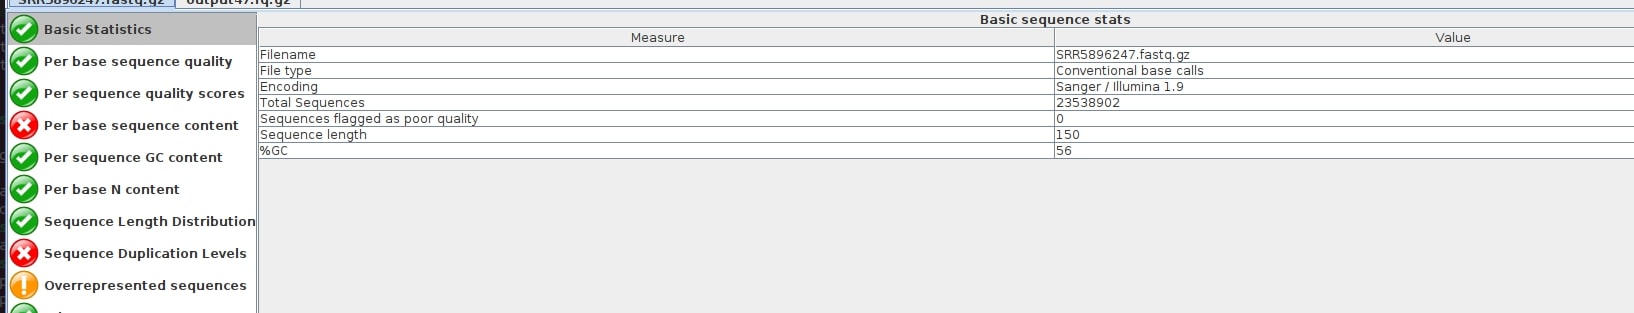 SRR5896247.fastq.gz output47.fq.gz
Basic Statistics
Per base sequence quality
Per sequence quality scores
Per base sequence content
Per sequence GC content
Per base N content
Sequence Length Distribution
Sequence Duplication Levels
Overrepresented sequences
Basic sequence stats
Measure Value
Filename SRR5896247.fastq.gz
File type Conventional base calls
Encoding Sanger / Illumina 1.9
Total Sequences 23538902
Sequences flagged as poor quality 0
Sequence length 150
%GC 56